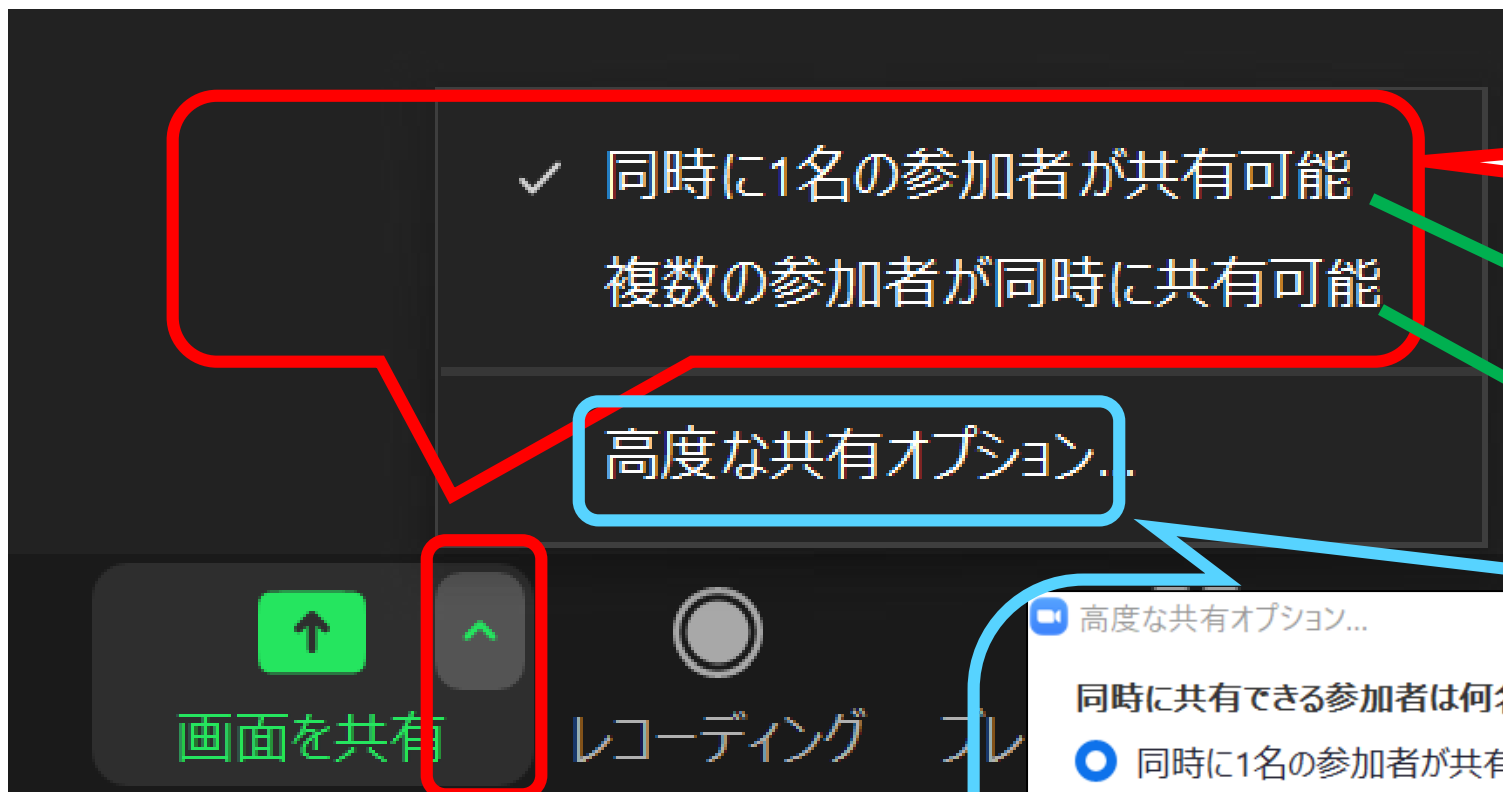 同時に1名の参加者が共有可能
複数の参加者が同時に共有可能
高度な共有オプション...
画面を共有
レコーディング
ブレ
高度な共有オプション...
同時に共有できる参加者は何名
同時に1名の参加者が共有